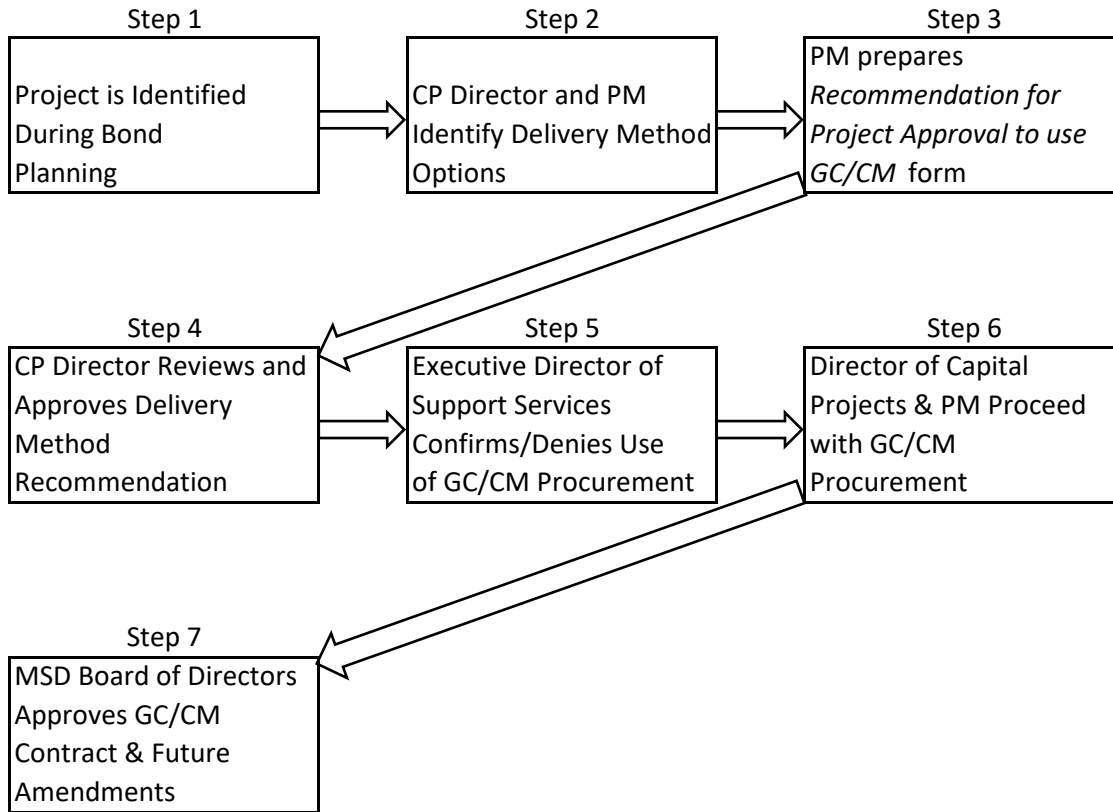 Step 1
Project is Identified
During Bond
Planning
Step 2
CP Director and PM
Identify Delivery Method
Options
Step 3
PM prepares
Recommendation for
Project Approval to use
GC/CM form
Step 4
CP Director Reviews and
Approves Delivery
Method
Recommendation
Step 5
Executive Director of
Support Services
Confirms/Denies Use
of GC/CM Procurement
Step 6
Director of Capital
Projects & PM Proceed
with GC/CM
Procurement
Step 7
MSD Board of Directors
Approves GC/CM
Contract & Future
Amendments